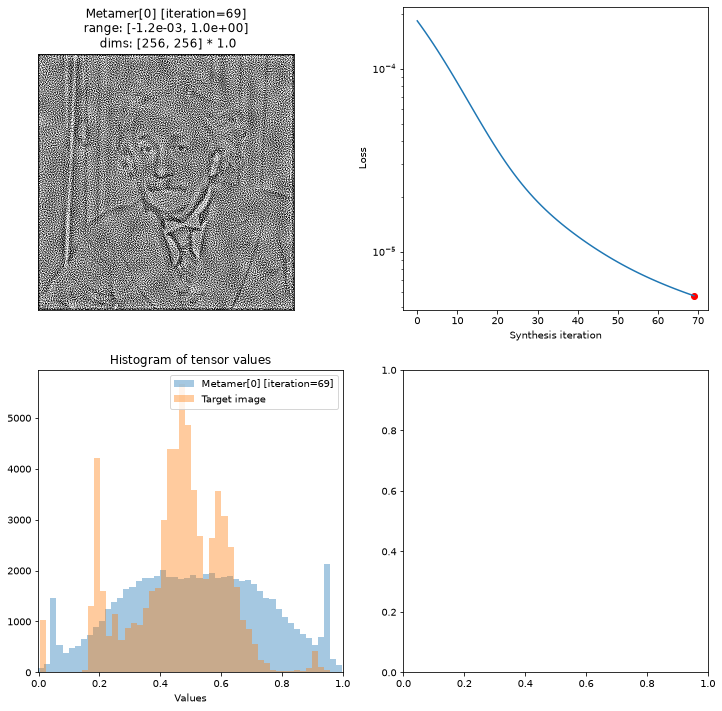 Metamer[0] [iteration=69]
range: [-1.2e-03, 1.0e+00]
dims: [256, 256] * 1.0
10⁻⁴
10⁻⁵
Loss
0 10 20 30 40 50 60 70
Synthesis iteration
Histogram of tensor values
Metamer[0] [iteration=69]
Target image
5000
4000
3000
2000
1000
0
0.0 0.2 0.4 0.6 0.8 1.0
Values
1.0
0.8
0.6
0.4
0.2
0.0
0.0 0.2 0.4 0.6 0.8 1.0